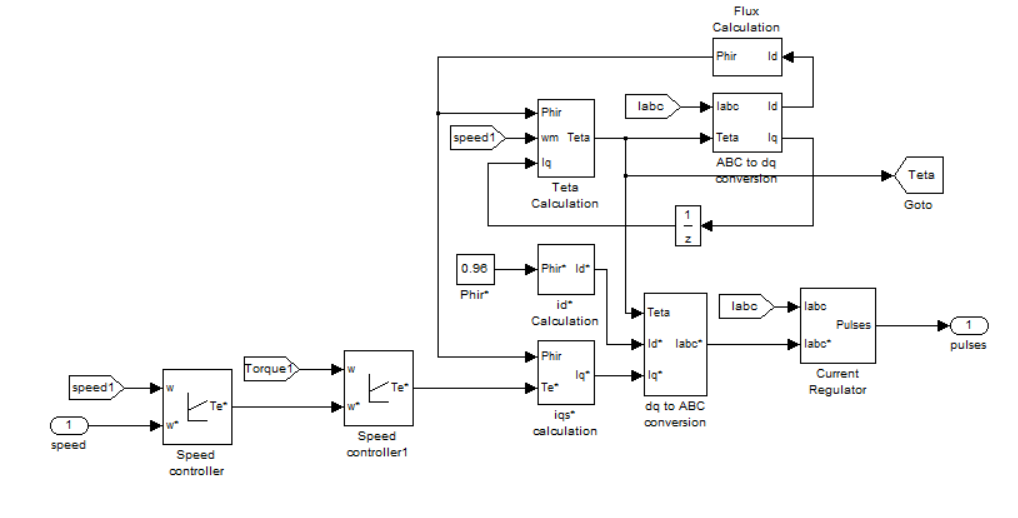 Flux
Calculation
Phir Id
Iabc
Iabc Id
Teta Iq
ABC to dq
conversion
Phir
speed1
wm Teta
Iq
Teta
Calculation
Teta
Goto
1
z
0.96
Phir*
Phir* Id*
id*
Calculation
Teta
Id* Iabc*
Iq*
dq to ABC
conversion
Iabc
Iabc
Pulses
Iabc*
Current
Regulator
1
pulses
Phir
Iq*
Te*
iqs*
calculation
Torque1
w
Te*
w*
Speed
controller1
speed1
w
Te*
w*
Speed
controller
1
speed